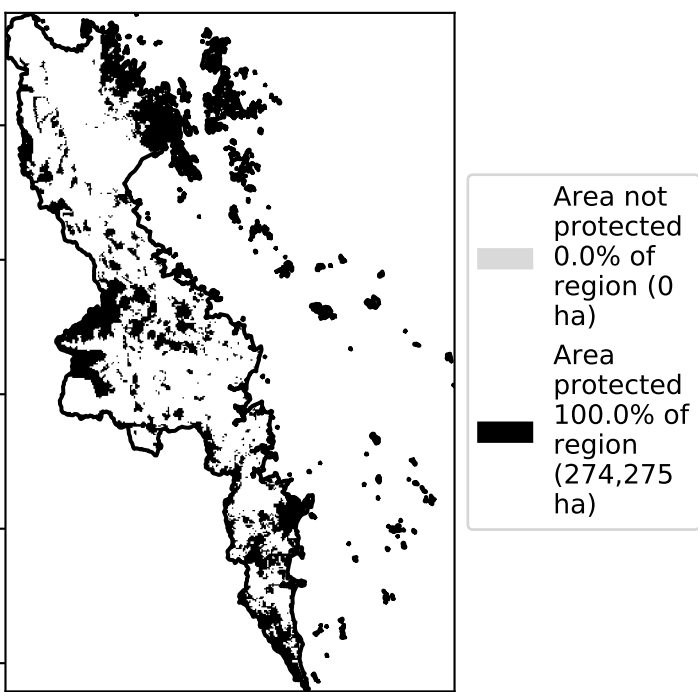 Area not
protected
0.0% of
region (0
ha)
Area
protected
100.0% of
region
(274,275
ha)